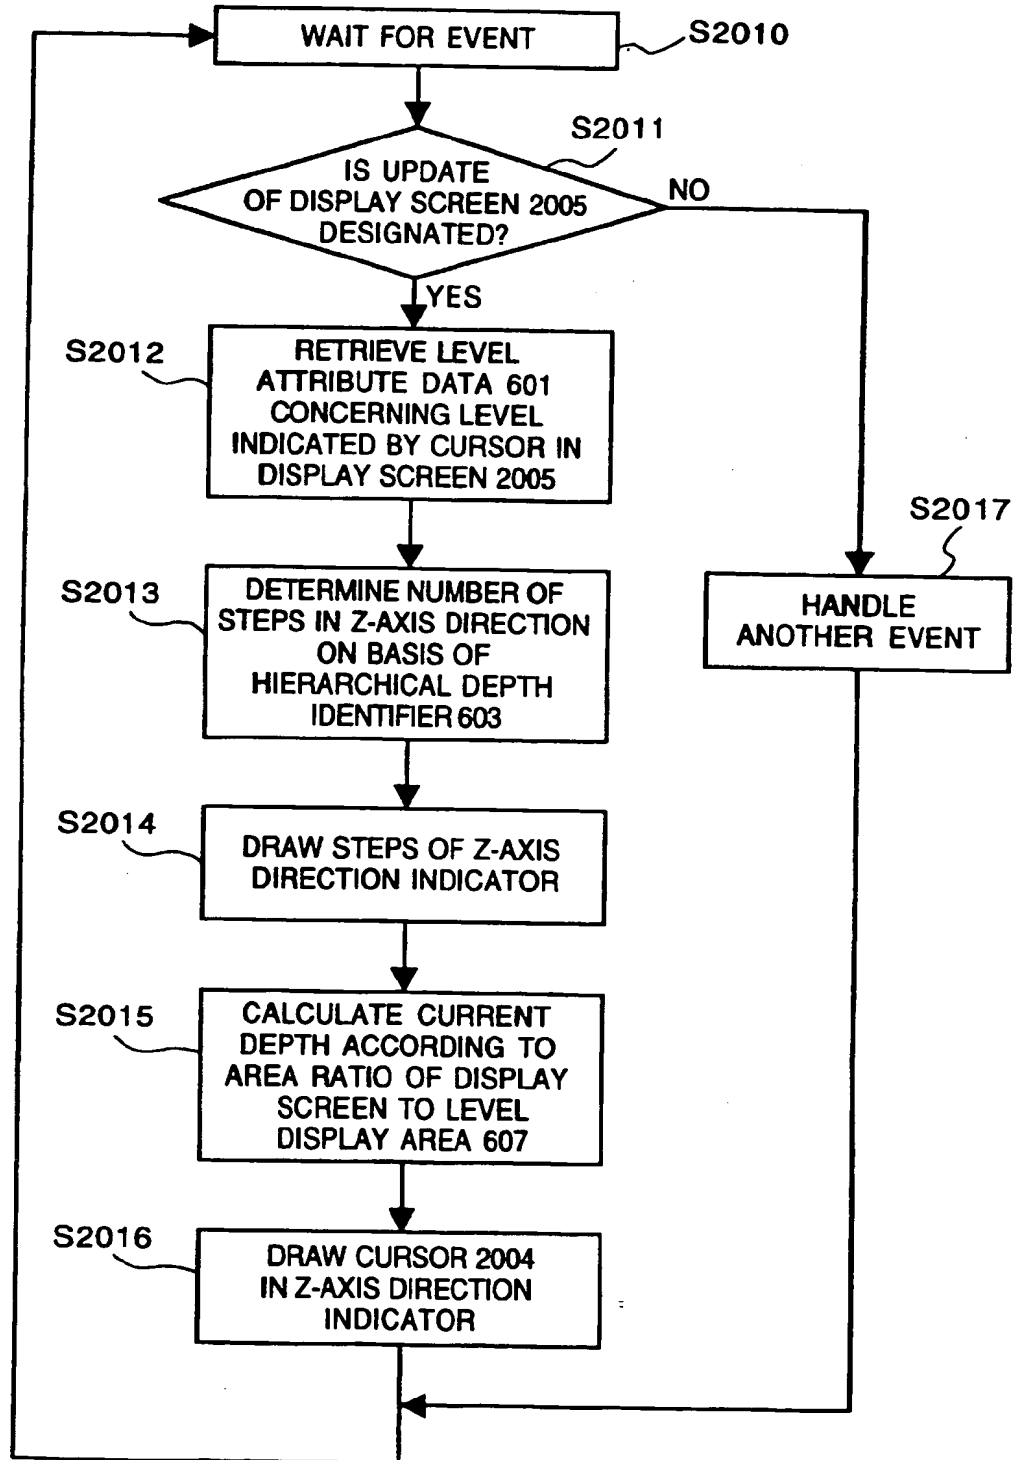 WAIT FOR EVENT
S2010
S2011
IS UPDATE
OF DISPLAY SCREEN 2005
DESIGNATED?
NO
YES
S2012
RETRIEVE LEVEL
ATTRIBUTE DATA 601
CONCERNING LEVEL
INDICATED BY CURSOR IN
DISPLAY SCREEN 2005
S2017
HANDLE
ANOTHER EVENT
S2013
DETERMINE NUMBER OF
STEPS IN Z-AXIS DIRECTION
ON BASIS OF
HIERARCHICAL DEPTH
IDENTIFIER 603
S2014
DRAW STEPS OF Z-AXIS
DIRECTION INDICATOR
S2015
CALCULATE CURRENT
DEPTH ACCORDING TO
AREA RATIO OF DISPLAY
SCREEN TO LEVEL
DISPLAY AREA 607
S2016
DRAW CURSOR 2004
IN Z-AXIS DIRECTION
INDICATOR